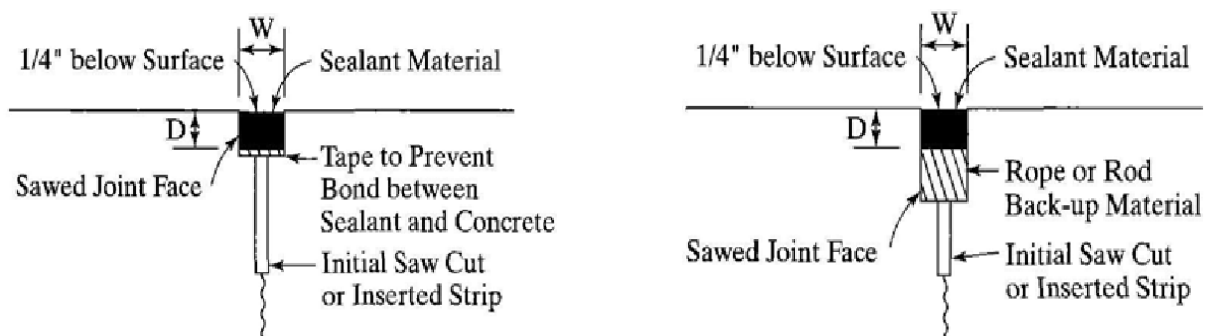 W
1/4" below Surface
Sealant Material
D
Tape to Prevent
Bond between
Sealant and Concrete
Sawed Joint Face
Initial Saw Cut
or Inserted Strip
W
1/4" below Surface
Sealant Material
D
Rope or Rod
Back-up Material
Sawed Joint Face
Initial Saw Cut
or Inserted Strip